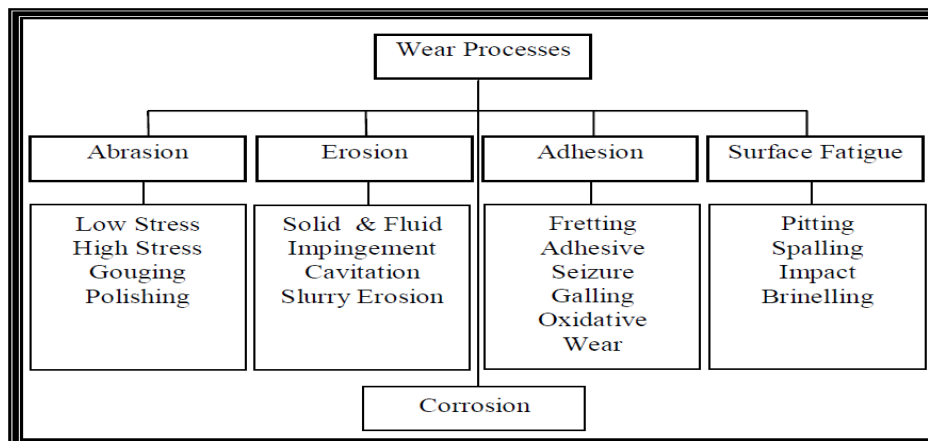 Wear Processes
Abrasion
Erosion
Adhesion
Surface Fatigue
Low Stress
High Stress
Gouging
Polishing
Solid & Fluid
Impingement
Cavitation
Slurry Erosion
Fretting
Adhesive
Seizure
Galling
Oxidative
Wear
Pitting
Spalling
Impact
Brinelling
Corrosion